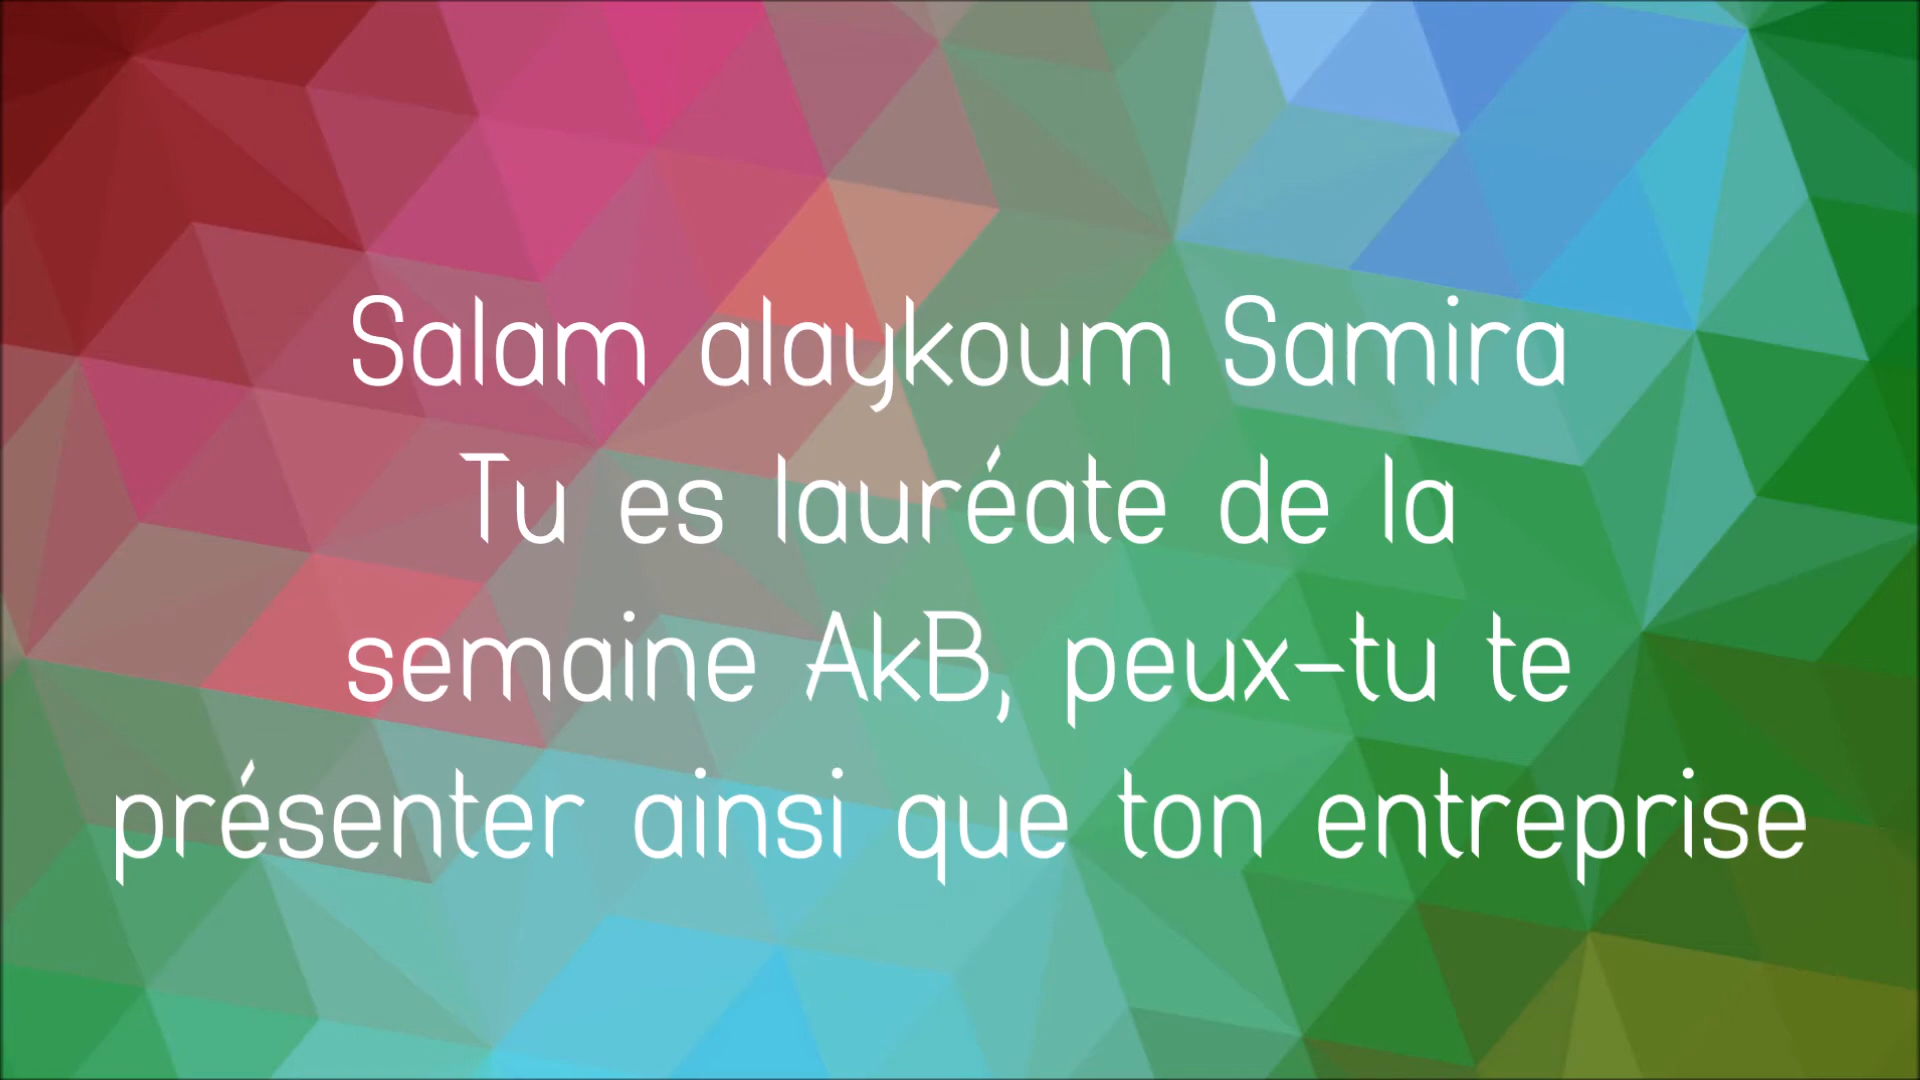 Salam alaykoum Samira
Tu es lauréate de la
semaine AkB, peux-tu te
présenter ainsi que ton entreprise